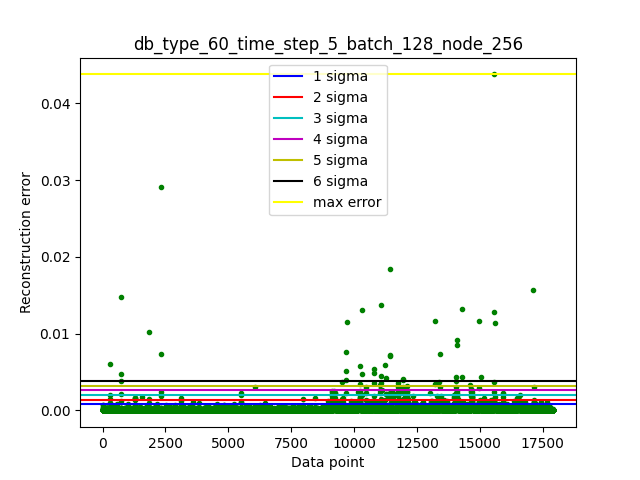 db_type_60_time_step_5_batch_128_node_256
1 sigma
2 sigma
3 sigma
4 sigma
5 sigma
6 sigma
max error
Reconstruction error
0.04
0.03
0.02
0.01
0.00
0 2500 5000 7500 10000 12500 15000 17500
Data point